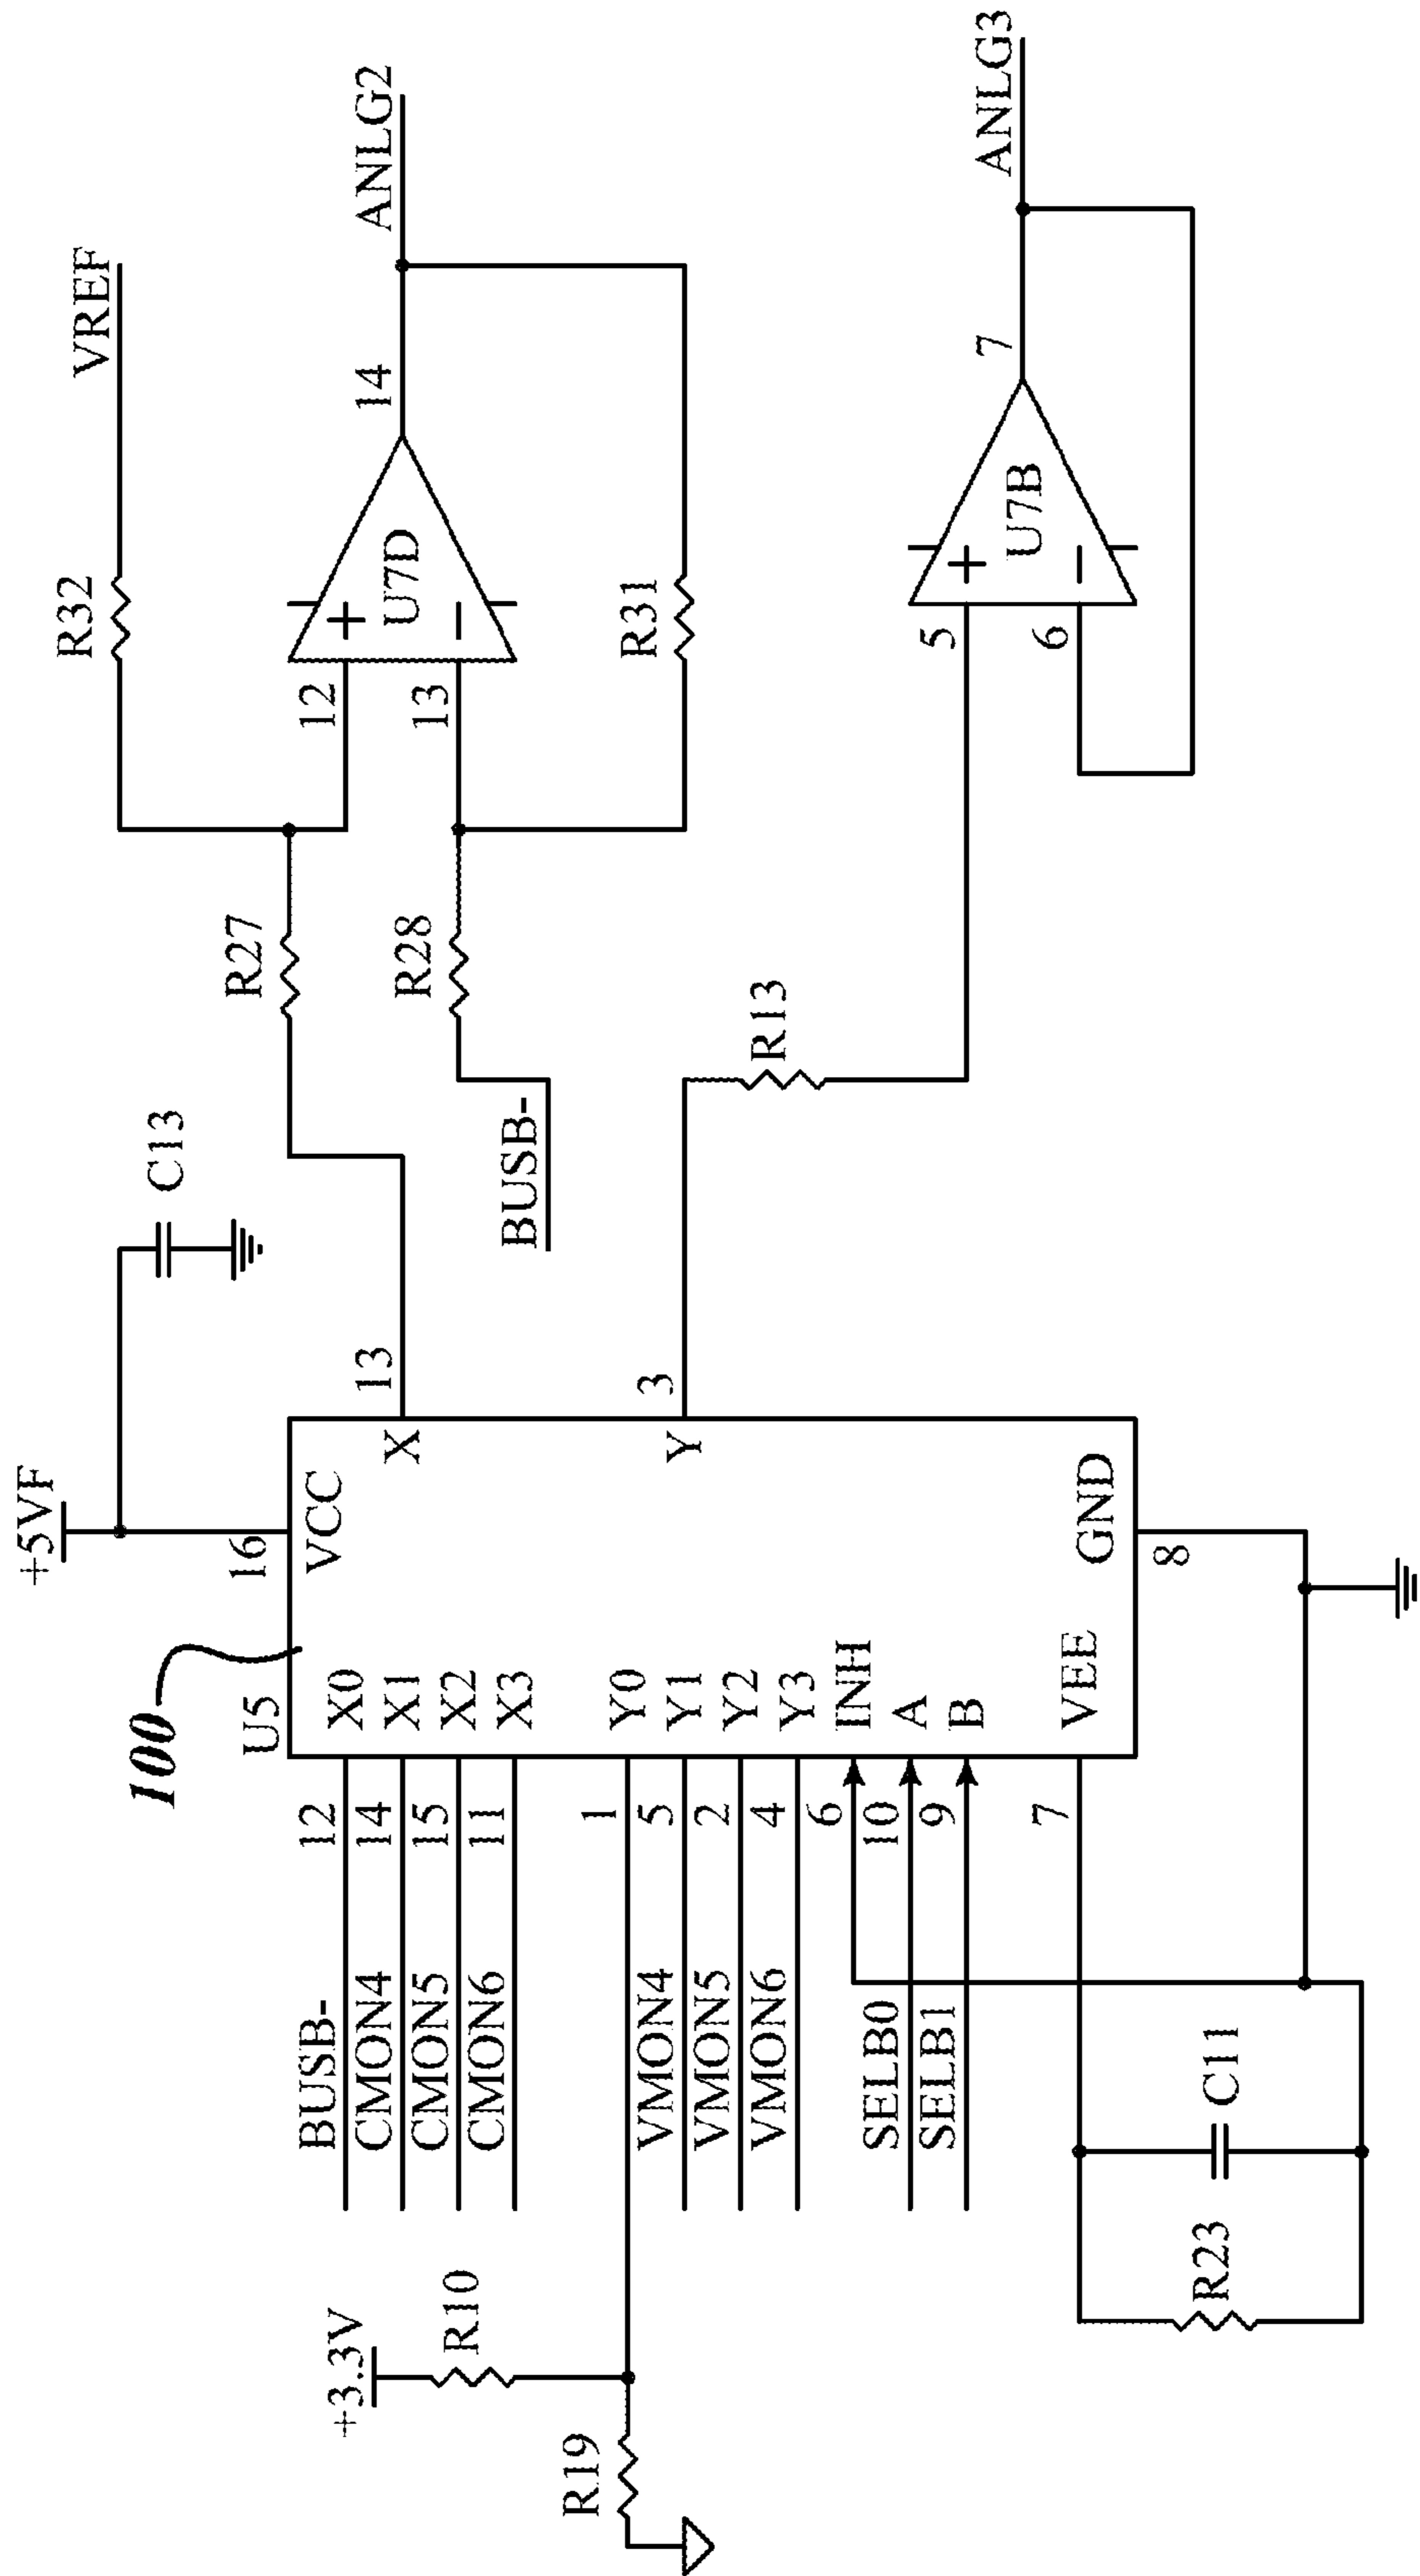 +5VF
VREF
R32
C13
R27
100
U5
16
VCC
12
14
ANLG2
BUSB-
12
X0
X
13
U7D
CMON4
14
X1
R28
13
CMON5
15
X2
CMON6
11
X3
BUSB-
+3.3V
R10
R19
1
Y0
Y
3
R31
VMON4
5
Y1
VMON5
2
Y2
R13
VMON6
4
Y3
6
INH
SELB0
10
A
5
7
ANLG3
SELB1
9
B
U7B
7
VEE
GND
6
8
R23
C11